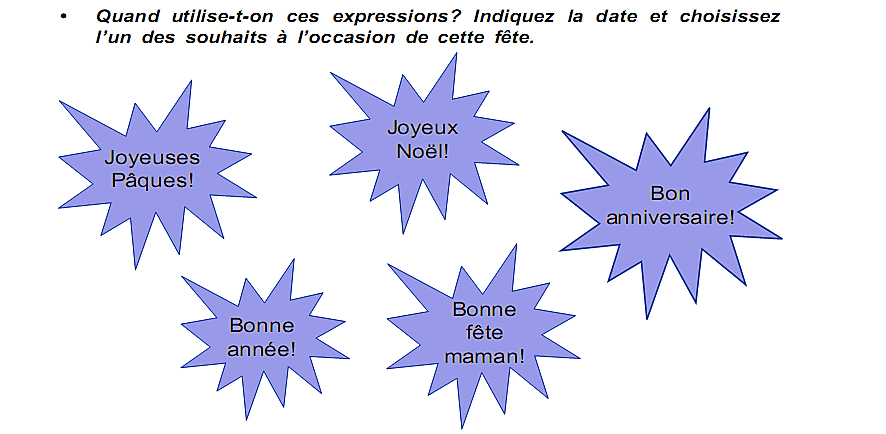 • Quand utilise-t-on ces expressions? Indiquez la date et choisissez
l'un des souhaits à l'occasion de cette fête.
Joyeuses
Pâques!
Joyeux
Noël!
Bon
anniversaire!
Bonne
année!
Bonne
fête
maman!